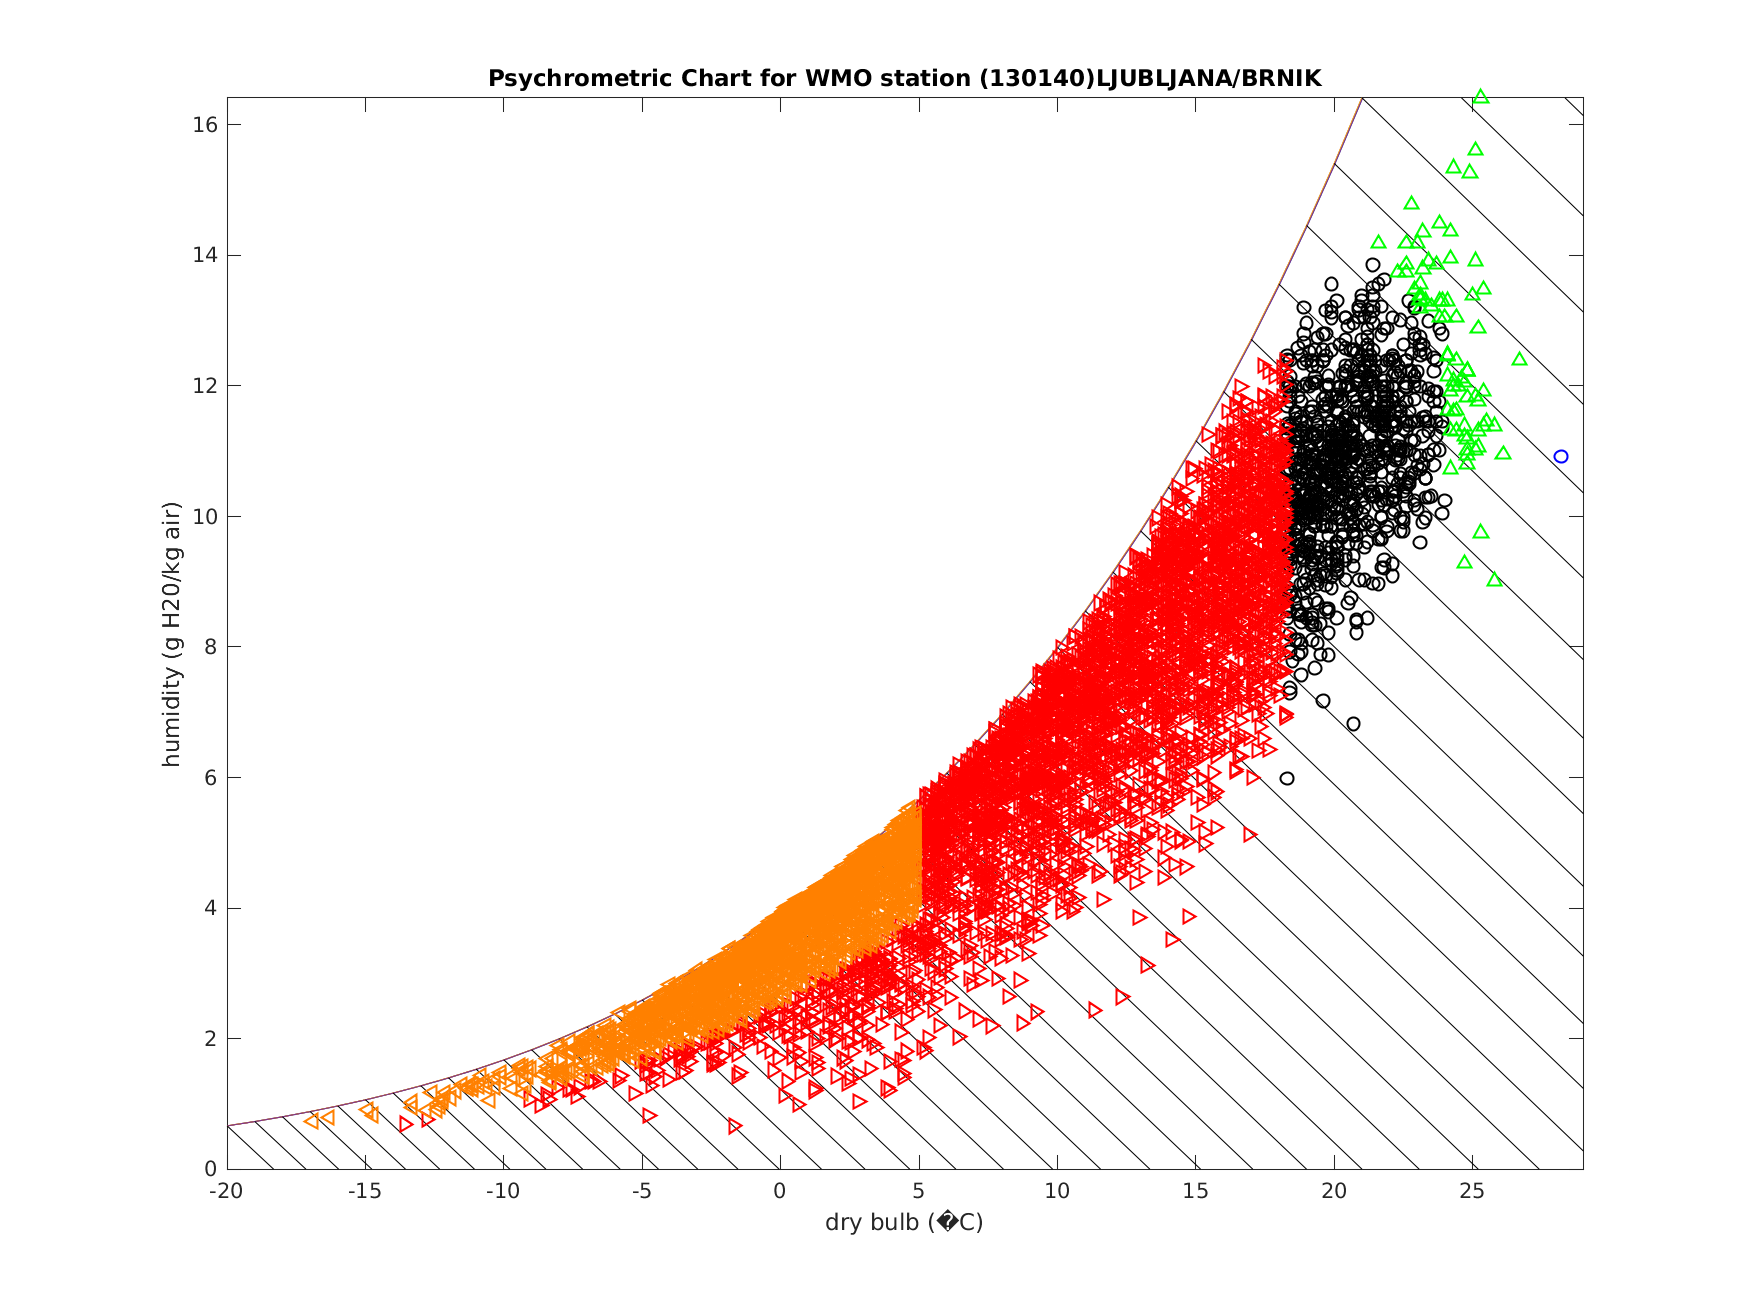 Psychrometric Chart for WMO station (130140)LJUBLJANA/BRNIK
humidity (g H20/kg air)
16
14
12
10
8
6
4
2
0
-20 -15 -10 -5 0 5 10 15 20 25
dry bulb (�C)